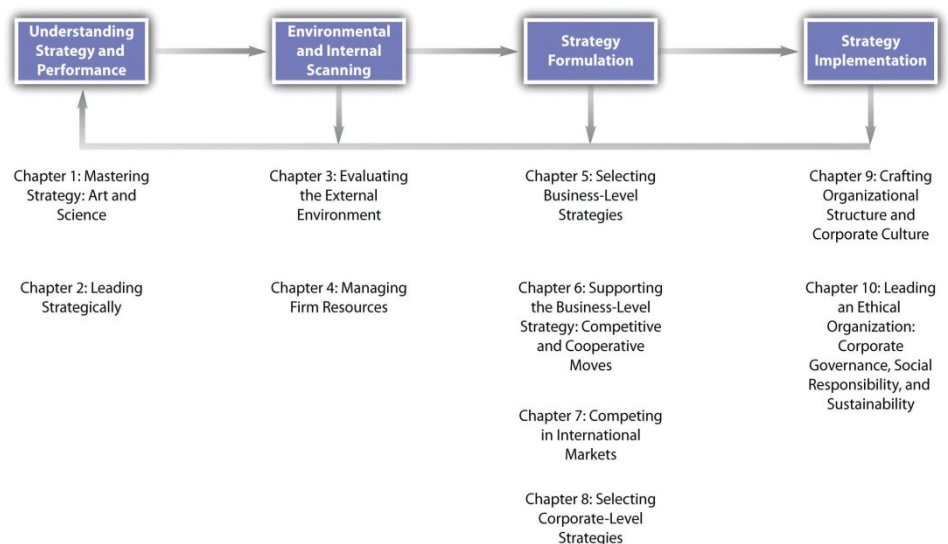 Understanding
Strategy and
Performance
Environmental
and Internal
Scanning
Strategy
Formulation
Strategy
Implementation
Chapter 1: Mastering
Strategy: Art and
Science
Chapter 2: Leading
Strategically
Chapter 3: Evaluating
the External
Environment
Chapter 4: Managing
Firm Resources
Chapter 5: Selecting
Business-Level
Strategies
Chapter 6: Supporting
the Business-Level
Strategy: Competitive
and Cooperative
Moves
Chapter 7: Competing
in International
Markets
Chapter 8: Selecting
Corporate-Level
Strategies
Chapter 9: Crafting
Organizational
Structure and
Corporate Culture
Chapter 10: Leading
an Ethical
Organization:
Corporate
Governance, Social
Responsibility, and
Sustainability